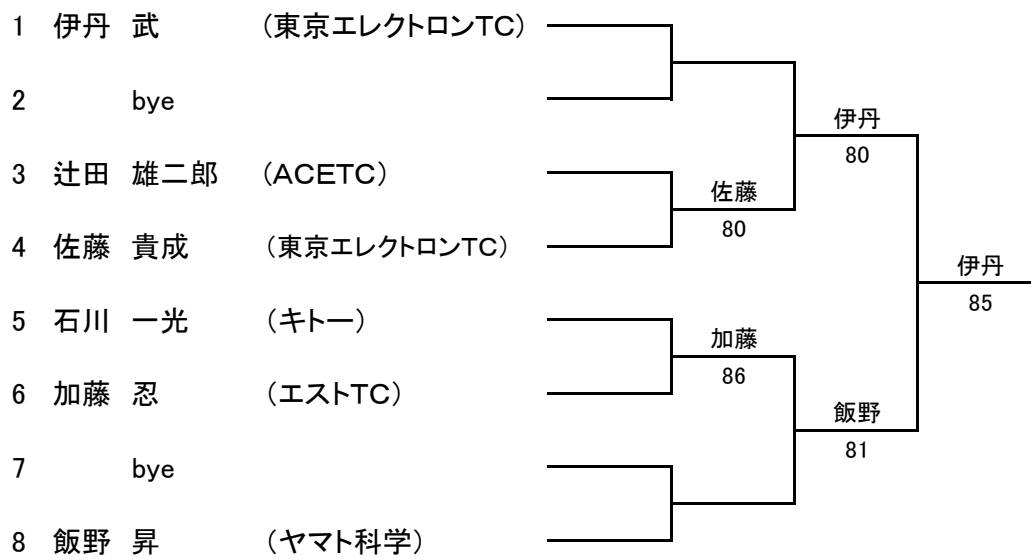 1 伊丹 武 (東京エレクトロンTC)
2 bye
伊丹
80
3 辻田 雄二郎 (ACETC)
佐藤
80
4 佐藤 貴成 (東京エレクトロンTC)
伊丹
85
5 石川 一光 (キトー)
加藤
86
6 加藤 忍 (エストTC)
飯野
81
7 bye
8 飯野 昇 (ヤマト科学)